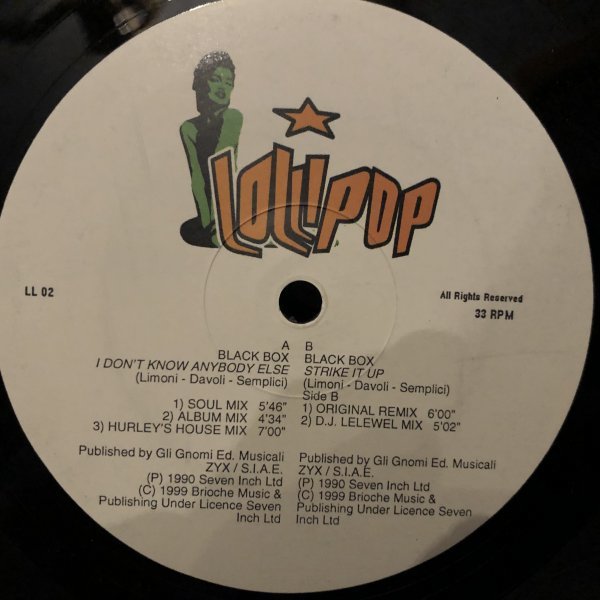 LOLLIPOP
LL 02
All Rights Reserved
33 RPM
A
BLACK BOX
I DON'T KNOW ANYBODY ELSE
(Limoni - Davoli - Semplici)
1) SOUL MIX 5'46"
2) ALBUM MIX 4'34"
3) HURLEY'S HOUSE MIX 7'00"
Published by Gli Gnomi Ed. Musicali
ZYX / S.I.A.E.
(P) 1990 Seven Inch Ltd
(C) 1999 Brioche Music &
Publishing Under Licence Seven
Inch Ltd
B
BLACK BOX
STRIKE IT UP
(Limoni - Davoli - Semplici)
Side B
1) ORIGINAL REMIX 6'00"
2) D.J. LELEWEL MIX 5'02"
Published by Gli Gnomi Ed. Musicali
ZYX / S.I.A.E.
(P) 1990 Seven Inch Ltd
(C) 1999 Brioche Music &
Publishing Under Licence Seven
Inch Ltd